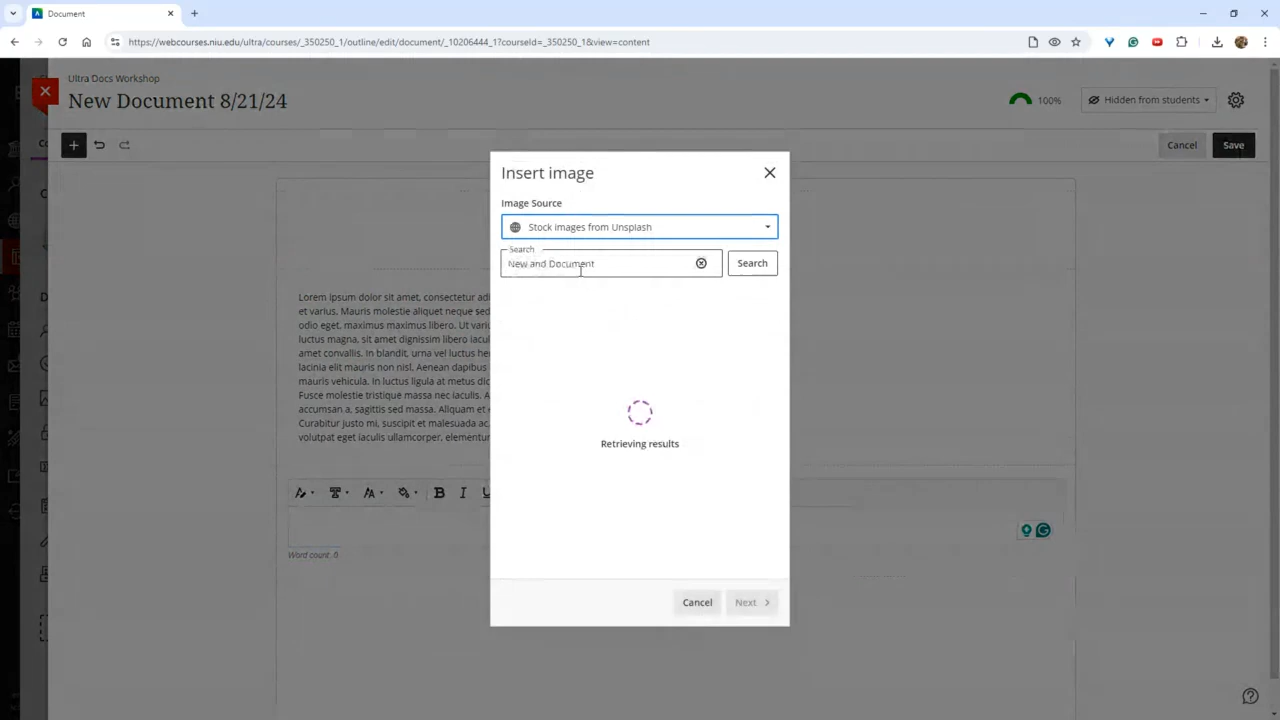 Document
https://webcourses.niu.edu/ultra/courses/_350250_1/outline/edit/document/_10206444_1?courseId=_350250_1&view=content
Ultra Docs Workshop
New Document 8/21/24
100%
Hidden from students
Cancel
Save
Insert image
Image Source
Stock images from Unsplash
Search
New and Document
Search
Retrieving results
Cancel
Next
Lorem ipsum dolor sit amet, consectetur adi
et varius. Mauris mollis aliquet neque sed
odio eget, maximus maximus libero. Ut variu
luctus magna, sit amet dignissim elit
amet convallis. In blandit, urna vel luctus he
lacinia elit mauris non nisl. Aenean dapibus
mauris vehicula. In luctus ligula at metus dic
Fusce molestie tristique massa nec iaculis. A
accumsan a, sagittis sed massa. Aliquam et
Curabitur justo mi, suscipit et mauris ac,
volutpat eget iaculis ullamcorper, elementur
B
I
U
Word count: 0